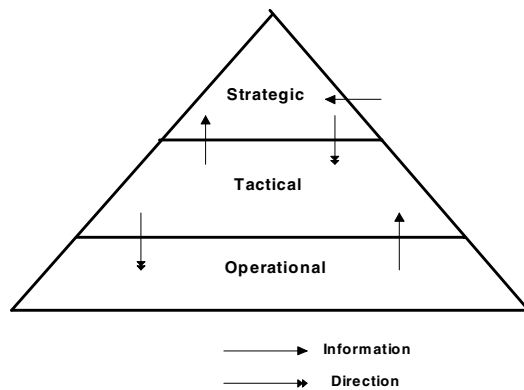 Strategic
Tactical
Operational
Information
Direction